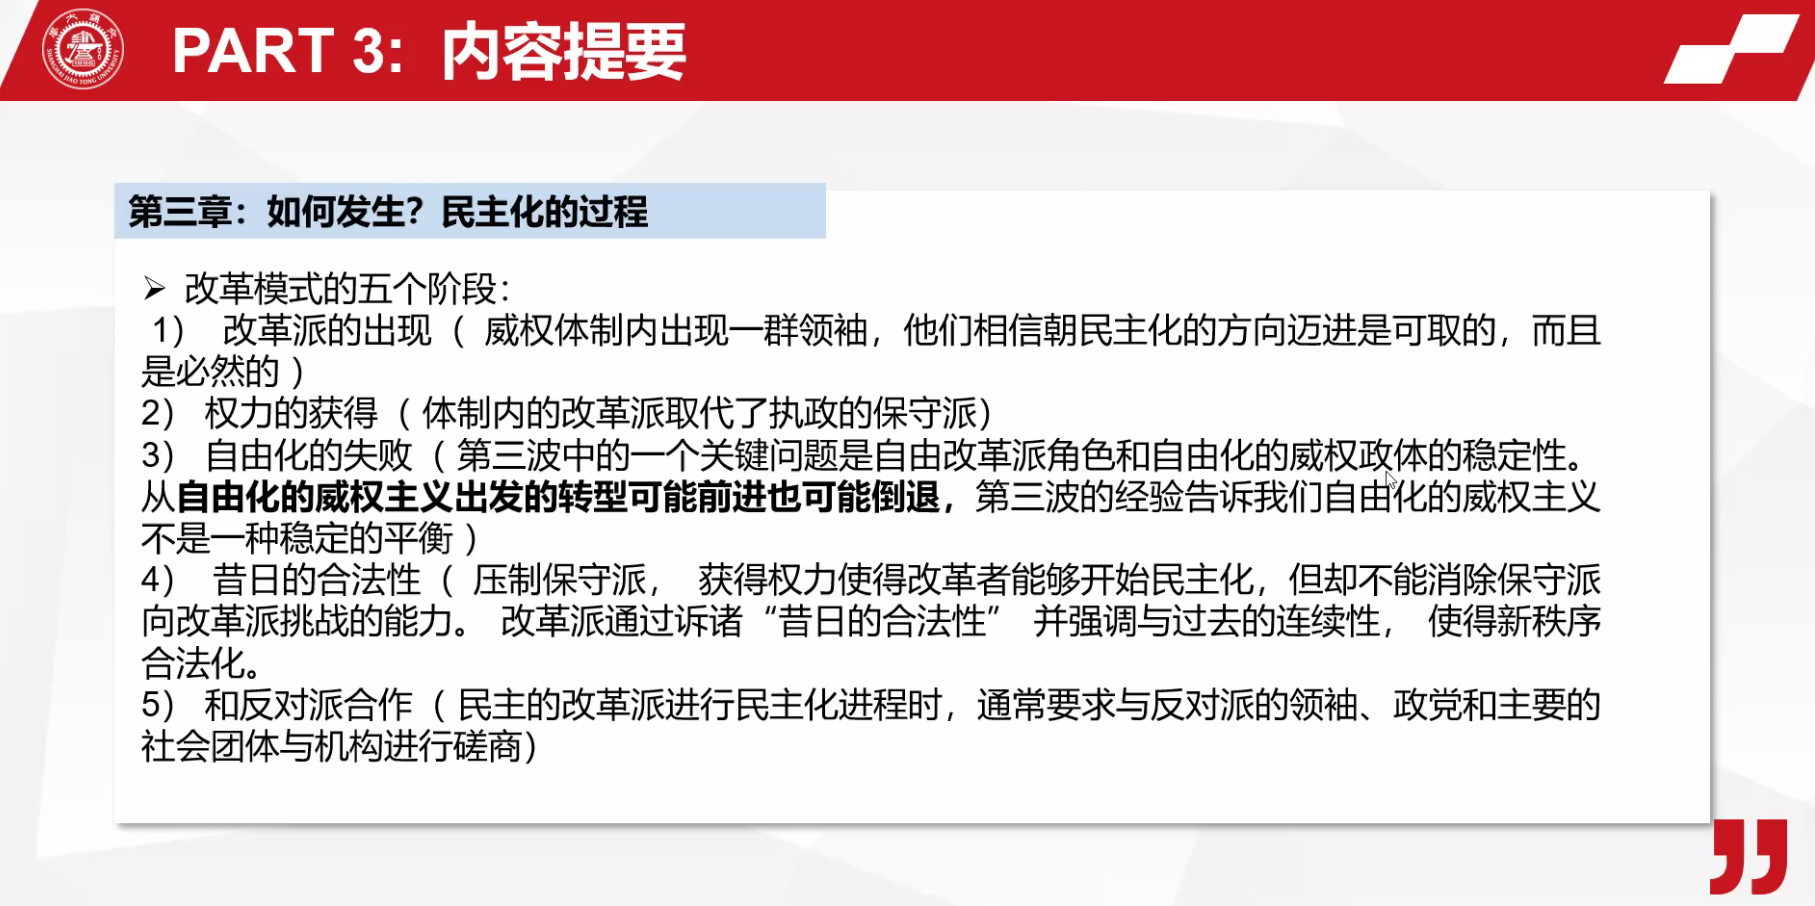 PART 3：内容提要
第三章：如何发生？民主化的过程
➢ 改革模式的五个阶段：
1） 改革派的出现（ 威权体制内出现一群领袖，他们相信朝民主化的方向迈进是可取的，而且
是必然的 ）
2） 权力的获得（ 体制内的改革派取代了执政的保守派）
3） 自由化的失败（ 第三波中的一个关键问题是自由改革派角色和自由化的威权政体的稳定性。
从自由化的威权主义出发的转型可能前进也可能倒退，第三波的经验告诉我们自由化的威权主义
不是一种稳定的平衡 ）
4） 昔日的合法性（ 压制保守派， 获得权力使得改革者能够开始民主化，但却不能消除保守派
向改革派挑战的能力。 改革派通过诉诸“昔日的合法性” 并强调与过去的连续性， 使得新秩序
合法化。
5） 和反对派合作（ 民主的改革派进行民主化进程时，通常要求与反对派的领袖、政党和主要的
社会团体与机构进行磋商）